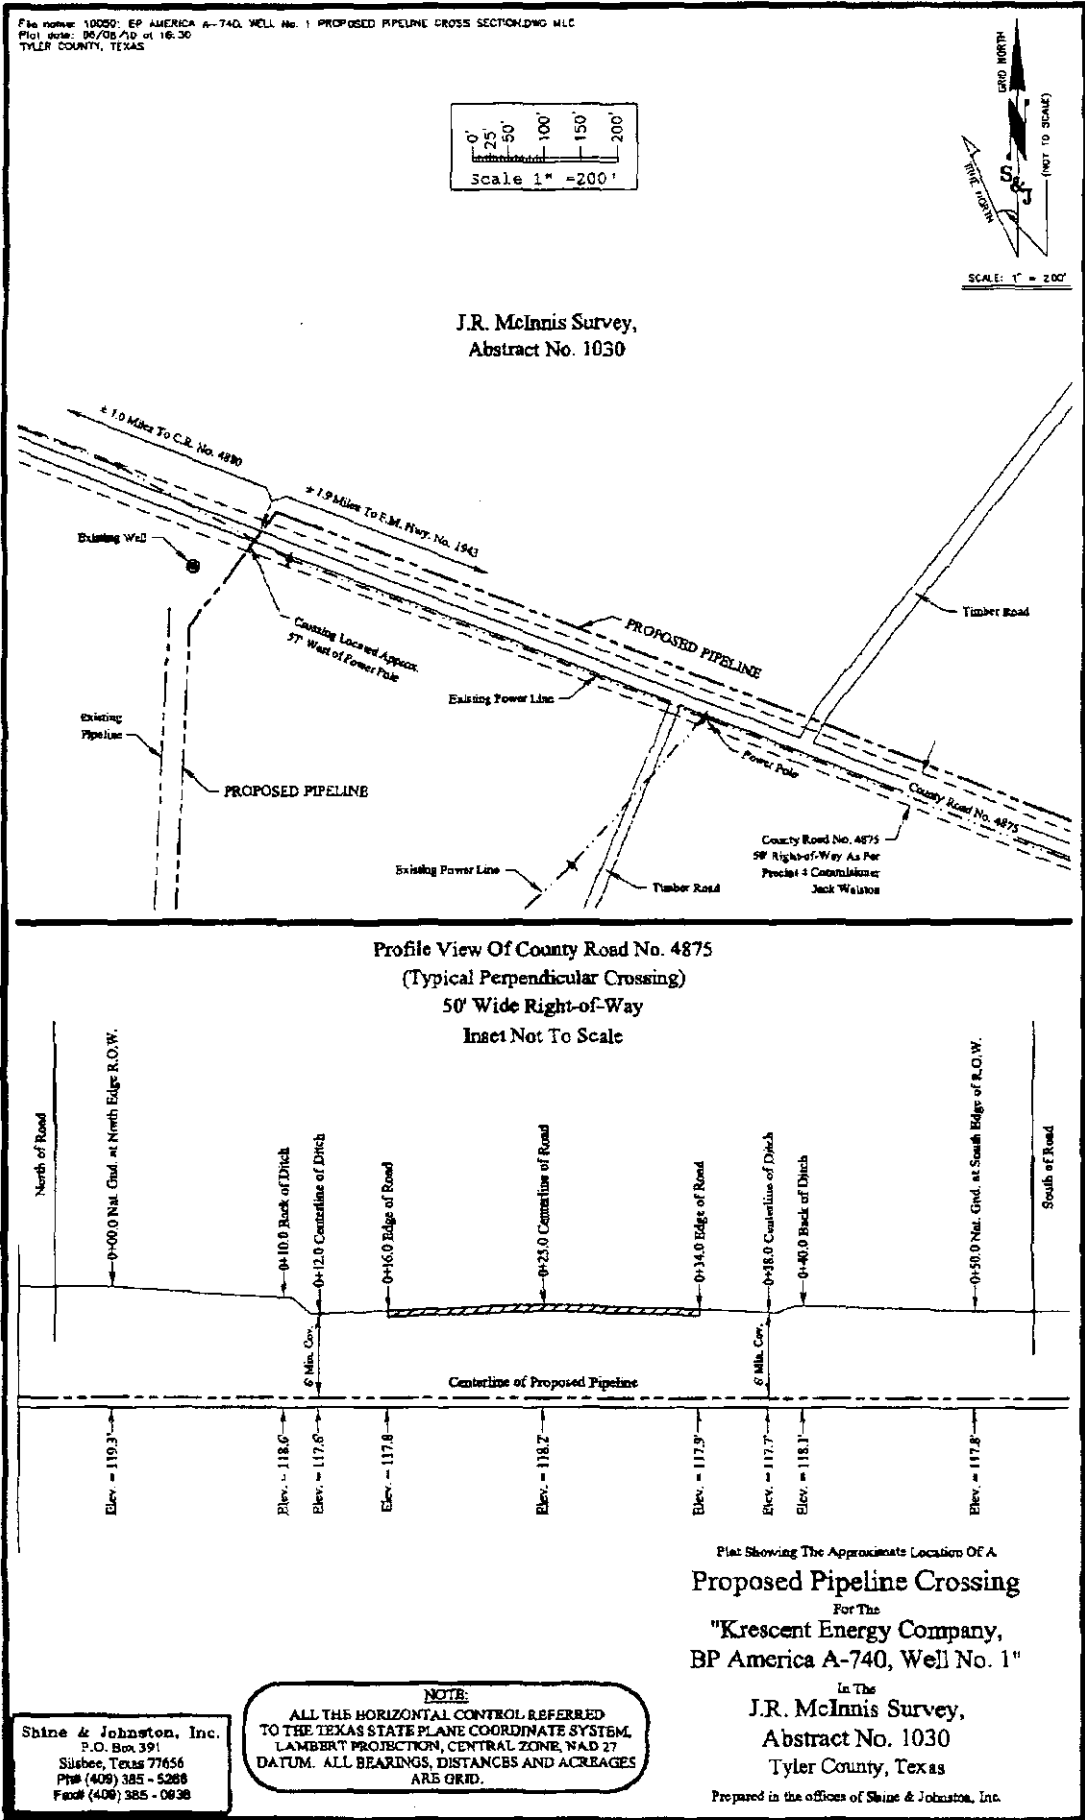 File name: 10050: EP AMERICA A-740, WELL No. 1 PROPOSED PIPELINE CROSS SECTION.DWG MLC
Plot date: 06/08/10 at 16:30
TYLER COUNTY, TEXAS
0'
25'
50'
100'
150'
200'
Scale 1" =200'
GRID NORTH
TRUE NORTH
S&J
(NOT TO SCALE)
SCALE: 1" = 200'
J.R. McInnis Survey,
Abstract No. 1030
± 1.0 Miles To C.R. No. 4880
± 1.9 Miles To F.M. Hwy. No. 1943
Existing Well
Crossing Located Approx.
57' West of Power Pole
PROPOSED PIPELINE
Timber Road
Existing Power Line
Existing
Pipeline
PROPOSED PIPELINE
Power Pole
County Road No. 4875
County Road No. 4875
50' Right-of-Way As Per
Precinct 4 Commissioner
Jack Walston
Existing Power Line
Timber Road
Profile View Of County Road No. 4875
(Typical Perpendicular Crossing)
50' Wide Right-of-Way
Inset Not To Scale
North of Road
0+00.0 Nat. Gnd. at North Edge R.O.W.
0+10.0 Back of Ditch
0+12.0 Centerline of Ditch
0+16.0 Edge of Road
0+25.0 Centerline of Road
0+34.0 Edge of Road
0+38.0 Centerline of Ditch
0+40.0 Back of Ditch
0+50.0 Nat. Gnd. at South Edge of R.O.W.
South of Road
6' Min. Cov.
6' Min. Cov.
Centerline of Proposed Pipeline
Elev. = 119.3'
Elev. = 118.6'
Elev. = 117.6'
Elev. = 117.8
Elev. = 118.2'
Elev. = 117.9'
Elev. = 117.7'
Elev. = 118.1'
Elev. = 117.8'
Plat Showing The Approximate Location Of A
Proposed Pipeline Crossing
For The
"Krescent Energy Company,
BP America A-740, Well No. 1"
In The
J.R. McInnis Survey,
Abstract No. 1030
Tyler County, Texas
Prepared in the offices of Shine & Johnston, Inc.
NOTE:
ALL THE HORIZONTAL CONTROL REFERRED
TO THE TEXAS STATE PLANE COORDINATE SYSTEM,
LAMBERT PROJECTION, CENTRAL ZONE, NAD 27
DATUM. ALL BEARINGS, DISTANCES AND ACREAGES
ARE GRID.
Shine & Johnston, Inc.
P.O. Box 391
Silsbee, Texas 77656
Ph# (409) 385 - 5268
Fax# (409) 385 - 0938